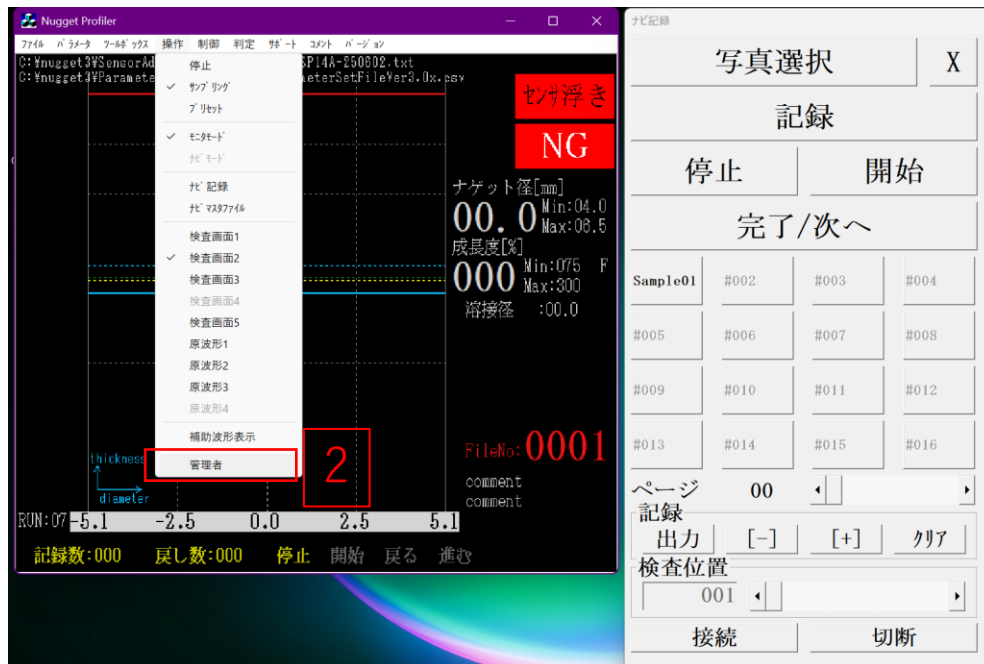 Nugget Profiler
ﾌｧｲﾙ ﾊﾟﾗﾒｰﾀ ﾂｰﾙﾎﾞｯｸｽ 操作 制御 判定 ｻﾎﾟｰﾄ ｺﾒﾝﾄ ﾊﾞｰｼﾞｮﾝ
C:¥nugget3¥SensorAd
SP14A-250602.txt
C:¥nugget3¥Paramete
meterSetFileVer3.0x.csv
停止
ｻﾝﾌﾟﾘﾝｸﾞ
ﾌﾟﾘｾｯﾄ
ﾓﾆﾀﾓｰﾄﾞ
ﾅﾋﾞﾓｰﾄﾞ
ﾅﾋﾞ記録
ﾅﾋﾞﾏｽﾀﾌｧｲﾙ
検査画面1
検査画面2
検査画面3
検査画面4
検査画面5
原波形1
原波形2
原波形3
原波形4
補助波形表示
管理者
2
センサ浮き
NG
ナゲット径[mm]
00.0 Min:04.0
Max:06.5
成長度[%]
000 Min:075 F
Max:300
溶接径 :00.0
FileNo:0001
comment
comment
thickness
diameter
RUN:07 -5.1 -2.5 0.0 2.5 5.1
記録数:000 戻し数:000 停止 開始 戻る 進む
ﾅﾋﾞ記録
写真選択 X
記録
停止 開始
完了/次へ
Sample01 #002 #003 #004
#005 #006 #007 #008
#009 #010 #011 #012
#013 #014 #015 #016
ページ 00
記録
出力 [-] [+] ｸﾘｱ
検査位置
001
接続 切断